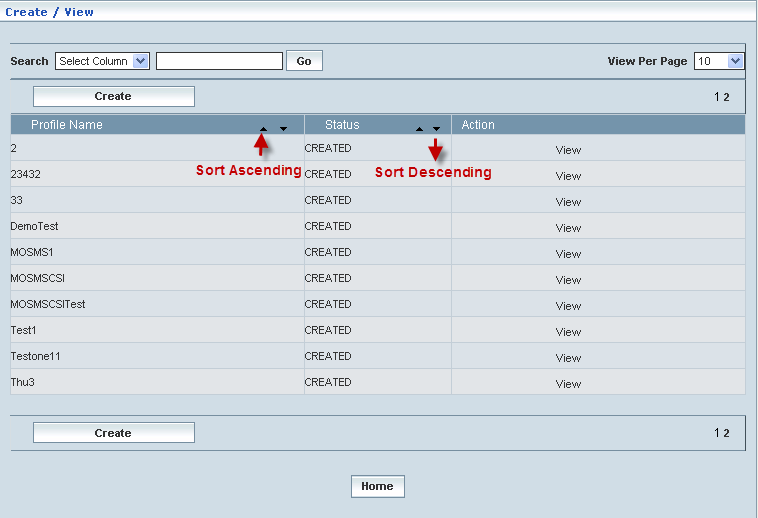 Create / View
Search Select Column Go View Per Page 10
Create 1 2
Profile Name Status Action
2 CREATED View
Sort Ascending Sort Descending
23432 CREATED View
33 CREATED View
DemoTest CREATED View
MOSMS1 CREATED View
MOSMSCSI CREATED View
MOSMSCSITest CREATED View
Test1 CREATED View
Testone11 CREATED View
Thu3 CREATED View
Create 1 2
Home